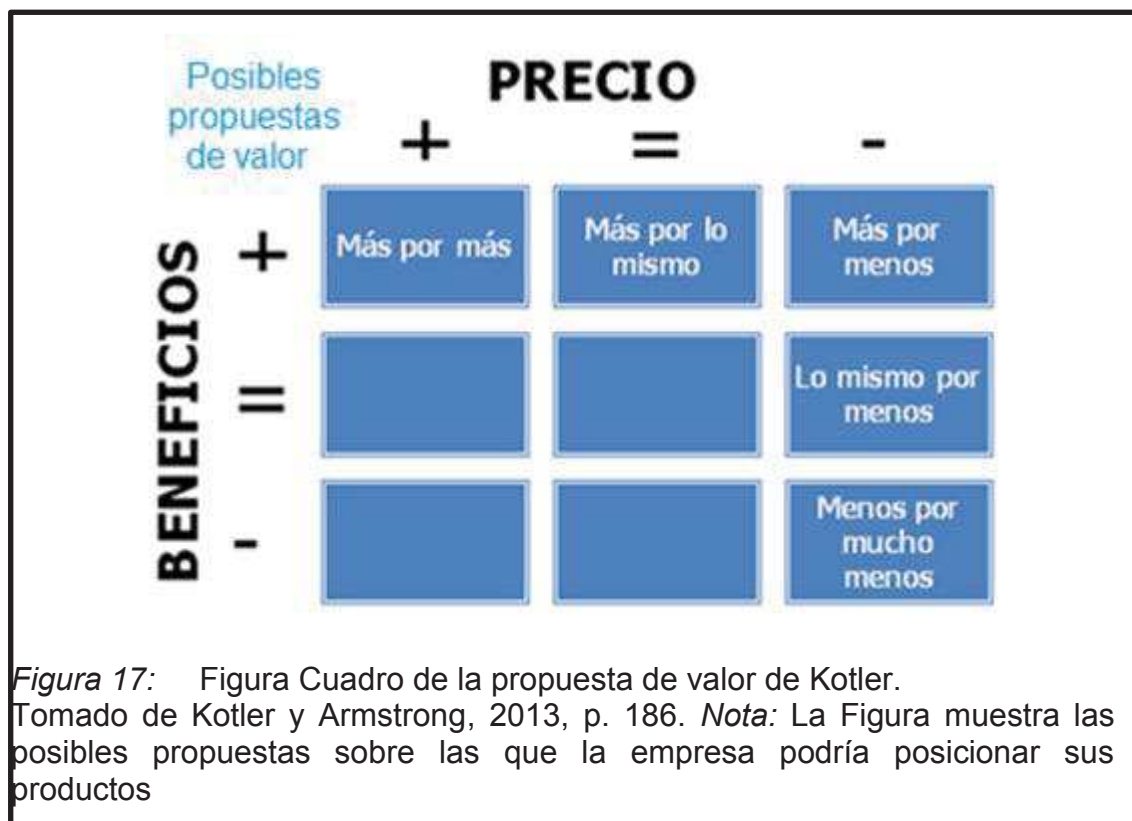 Posibles
propuestas
de valor
PRECIO
+ = -
BENEFICIOS
+
Más por más
Más por lo
mismo
Más por
menos
=
Lo mismo por
menos
-
Menos por
mucho
menos
Figura 17: Figura Cuadro de la propuesta de valor de Kotler.
Tomado de Kotler y Armstrong, 2013, p. 186. Nota: La Figura muestra las
posibles propuestas sobre las que la empresa podría posicionar sus
productos